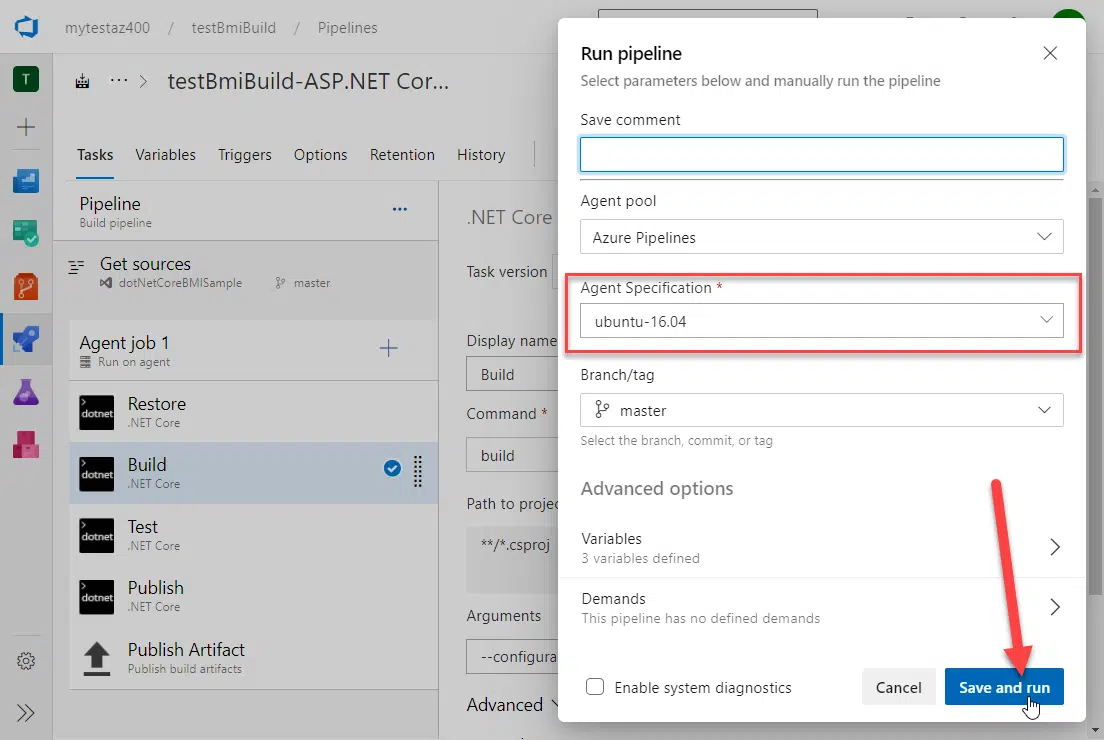 mytestaz400 / testBmiBuild / Pipelines
T
testBmiBuild-ASP.NET Cor...
Tasks Variables Triggers Options Retention History
Pipeline
Build pipeline
Get sources
dotNetCoreBMISample master
Agent job 1
Run on agent
dotnet
Restore
.NET Core
dotnet
Build
.NET Core
dotnet
Test
.NET Core
dotnet
Publish
.NET Core
Publish Artifact
Publish build artifacts
.NET Core
Task version
Display name
Build
Command *
build
Path to projec
**/*.csproj
Arguments
--configura
Advanced
Run pipeline
Select parameters below and manually run the pipeline
Save comment
Agent pool
Azure Pipelines
Agent Specification *
ubuntu-16.04
Branch/tag
master
Select the branch, commit, or tag
Advanced options
Variables
3 variables defined
Demands
This pipeline has no defined demands
Enable system diagnostics
Cancel
Save and run